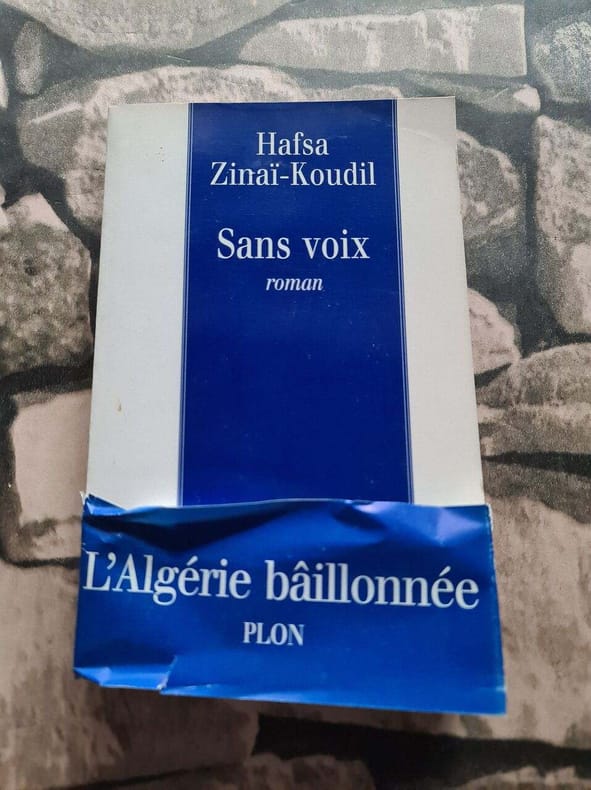 Hafsa
Zinaï-Koudil
Sans voix
roman
L'Algérie bâillonnée
PLON